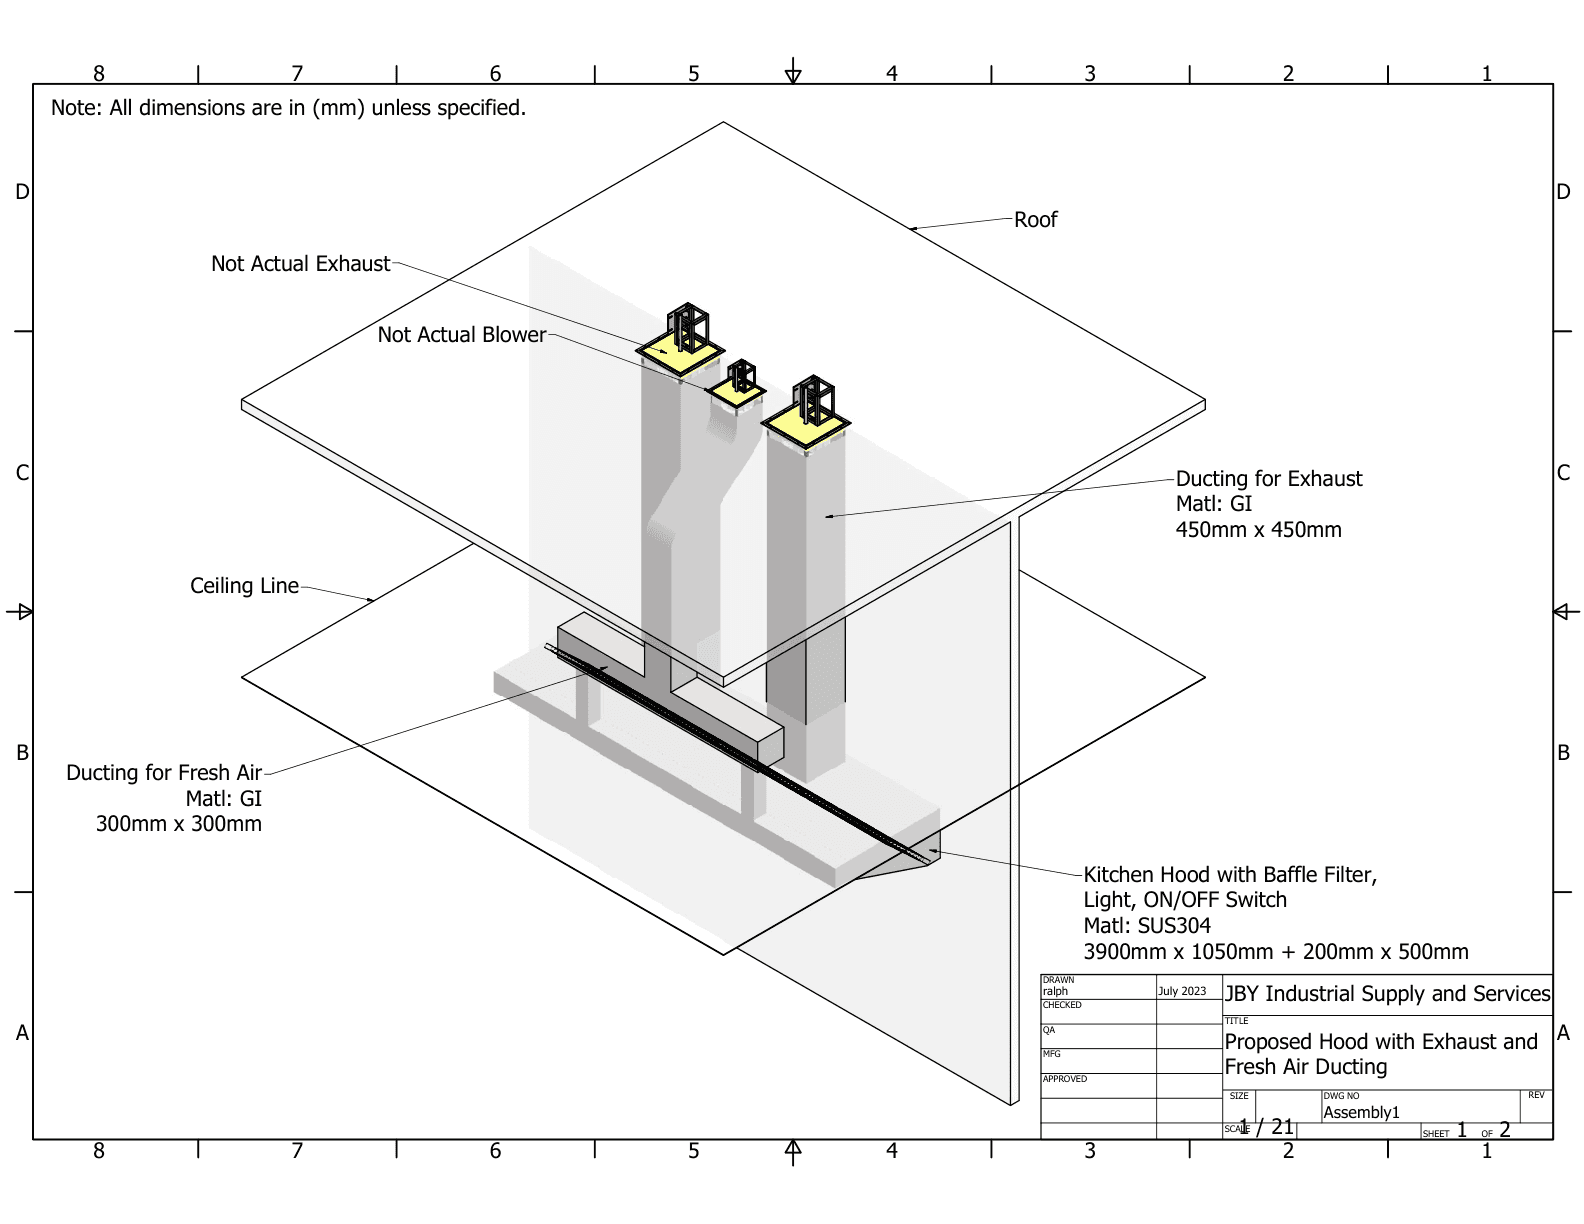 8 7 6 5 4 3 2 1
Note: All dimensions are in (mm) unless specified.
D D
Roof
Not Actual Exhaust
Not Actual Blower
C C
Ducting for Exhaust
Matl: GI
450mm x 450mm
Ceiling Line
B B
Ducting for Fresh Air
Matl: GI
300mm x 300mm
Kitchen Hood with Baffle Filter,
Light, ON/OFF Switch
Matl: SUS304
3900mm x 1050mm + 200mm x 500mm
A A
DRAWN
ralph
July 2023
JBY Industrial Supply and Services
CHECKED
TITLE
QA
Proposed Hood with Exhaust and
Fresh Air Ducting
MFG
APPROVED
SIZE
DWG NO
Assembly1
REV
SCALE
1 / 21
SHEET 1 OF 2
8 7 6 5 4 3 2 1